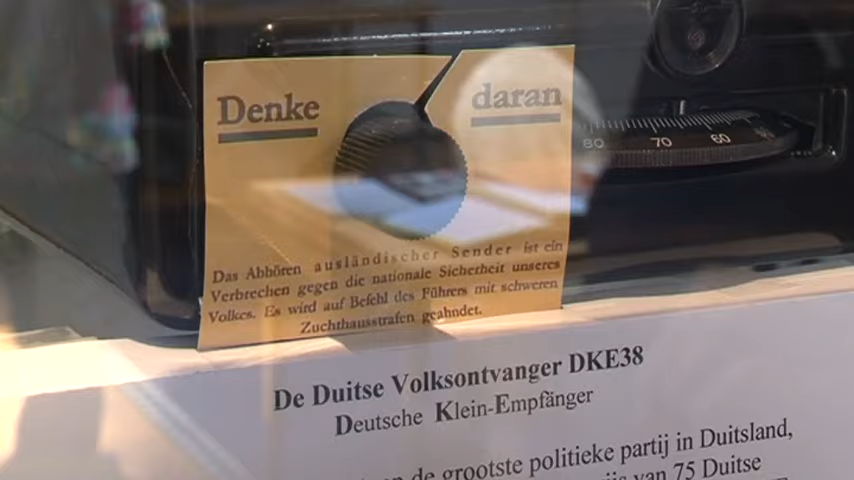 Denke daran
80 70 60
Das Abhören ausländischer Sender ist ein
Verbrechen gegen die nationale Sicherheit unseres
Volkes. Es wird auf Befehl des Führers mit schweren
Zuchthausstrafen geahndet.
De Duitse Volksontvanger DKE38
Deutsche Klein-Empfänger
de grootste politieke partij in Duitsland,
van 75 Duitse